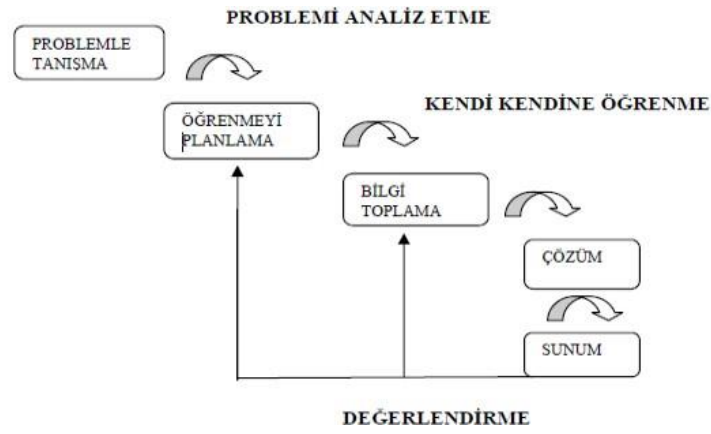 PROBLEMİ ANALİZ ETME
PROBLEMLE
TANIŞMA
KENDİ KENDİNE ÖĞRENME
ÖĞRENMEYİ
PLANLAMA
BİLGİ
TOPLAMA
ÇÖZÜM
SUNUM
DEĞERLENDİRME